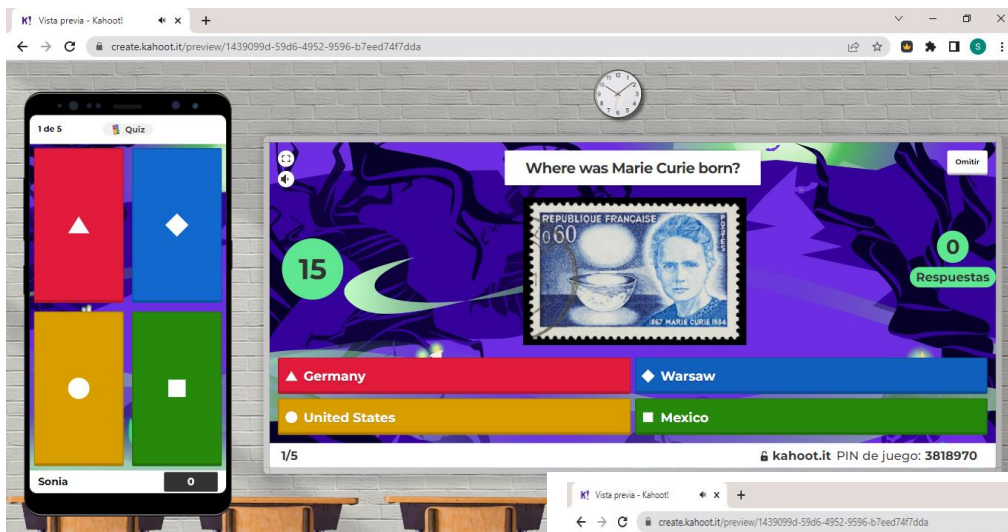 K! Vista previa - Kahoot!
create.kahoot.it/preview/1439099d-59d6-4952-9596-b7eed74f7dda
S
1 de 5
Quiz
Where was Marie Curie born?
Omitir
REPUBLIQUE FRANÇAISE
0,60
POSTES
1867 MARIE CURIE 1934
15
0
Respuestas
Germany
Warsaw
United States
Mexico
1/5
kahoot.it PIN de juego: 3818970
Sonia
0
K! Vista previa - Kahoot!
create.kahoot.it/preview/1439099d-59d6-4952-9596-b7eed74f7dda